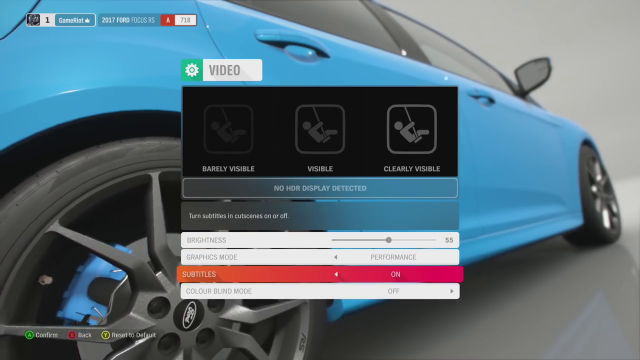 1 GameRiot 2017 FORD FOCUS RS A 718
VIDEO
BARELY VISIBLE VISIBLE CLEARLY VISIBLE
NO HDR DISPLAY DETECTED
Turn subtitles in cutscenes on or off.
BRIGHTNESS 55
GRAPHICS MODE PERFORMANCE
SUBTITLES ON
COLOUR BLIND MODE OFF
A Confirm B Back Y Reset to Default